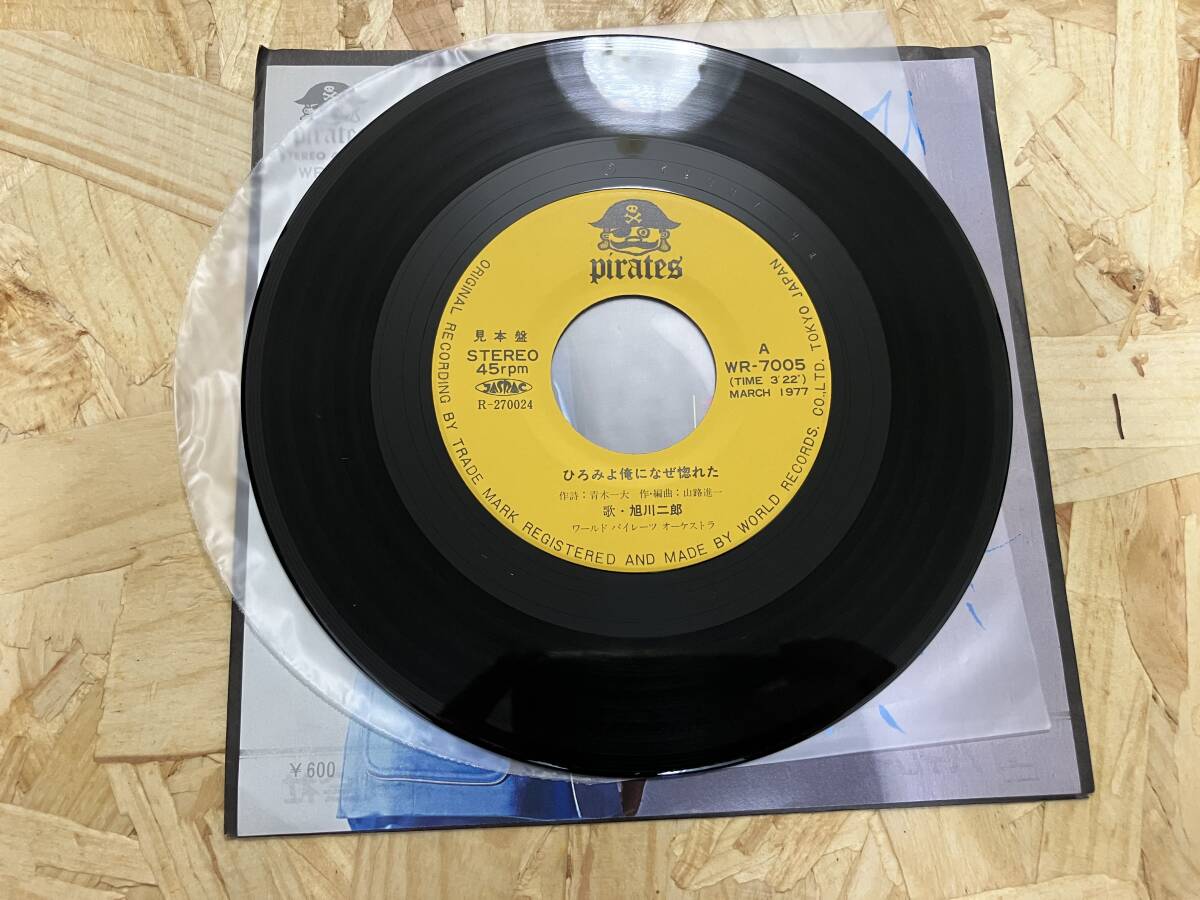 pirates
見本盤
STEREO
45rpm
JASRAC
R-270024
A
WR-7005
(TIME 3'22")
MARCH 1977
ひろみよ俺になぜ惚れた
作詩:青木一大 作・編曲:山路進一
歌・旭川二郎
ワールド パイレーツ オーケストラ
ORIGINAL RECORDING BY TRADE MARK REGISTERED AND MADE BY WORLD RECORDS. CO.,LTD. TOKYO JAPAN
pirates
¥600